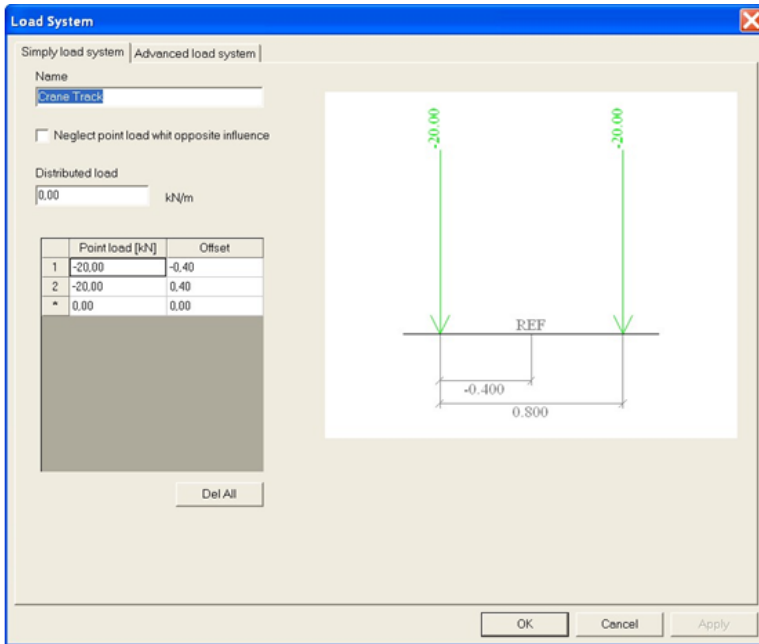 Load System
Simply load system
Advanced load system
Name
Crane Track
Neglect point load whit opposite influence
Distributed load
0,00 kN/m
Point load [kN] Offset
1 -20,00 -0,40
2 -20,00 0,40
* 0,00 0,00
Del All
-20.00 -20.00
REF
-0.400
0.800
OK Cancel Apply